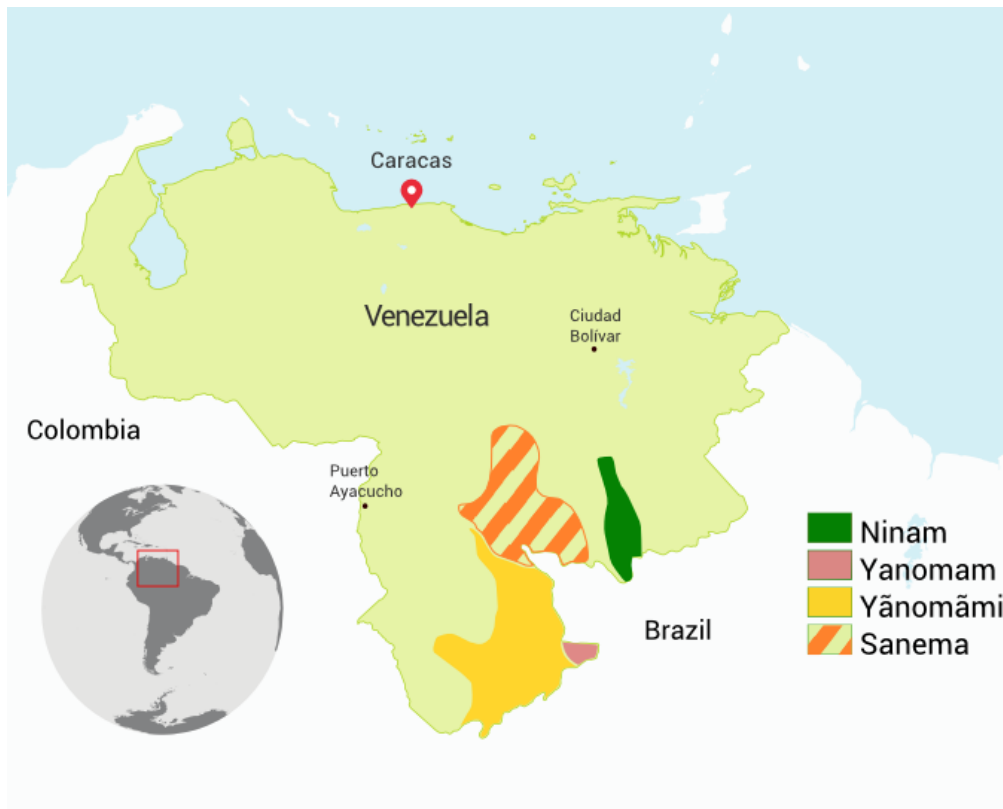 Caracas
Venezuela
Ciudad
Bolívar
Colombia
Puerto
Ayacucho
Ninam
Yanomam
Yãnomãmi
Sanema
Brazil